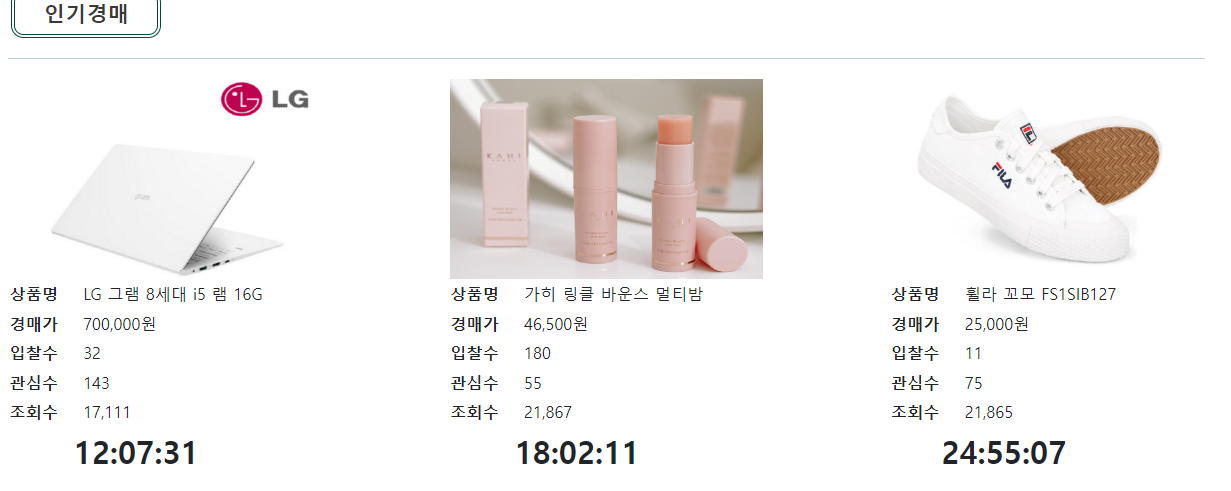 인기경매
LG
gram
KAHI
FILA
상품명 LG 그램 8세대 i5 램 16G
경매가 700,000원
입찰수 32
관심수 143
조회수 17,111
12:07:31
상품명 가히 링클 바운스 멀티밤
경매가 46,500원
입찰수 180
관심수 55
조회수 21,867
18:02:11
상품명 휠라 꼬모 FS1SIB127
경매가 25,000원
입찰수 11
관심수 75
조회수 21,865
24:55:07